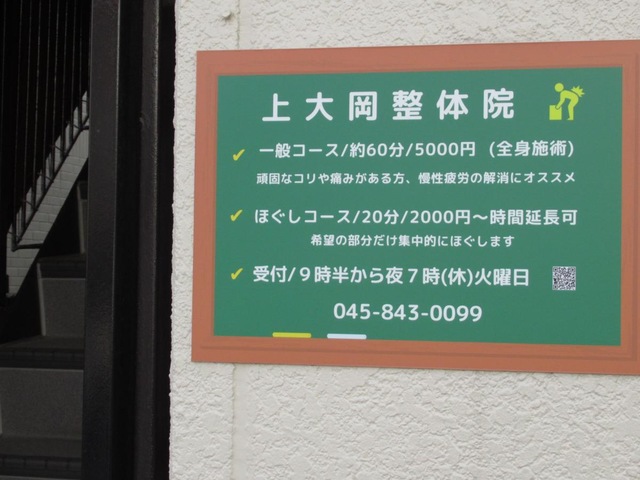 上大岡整体院
一般コース/約60分/5000円 (全身施術)
頑固なコリや痛みがある方、慢性疲労の解消にオススメ
ほぐしコース/20分/2000円〜時間延長可
希望の部分だけ集中的にほぐします
受付/9時半から夜7時(休)火曜日
045-843-0099